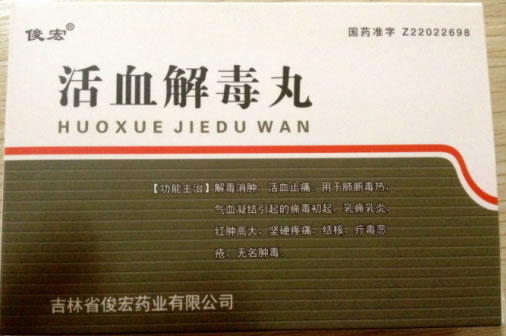 俊宏®
国药准字 Z22022698
活血解毒丸
HUOXUE JIEDU WAN
【功能主治】解毒消肿，活血止痛。用于肺腑毒热，
气血凝结引起的痈毒初起，乳痈乳炎，
红肿高大，坚硬疼痛，结核，疔毒恶
疮，无名肿毒。
吉林省俊宏药业有限公司